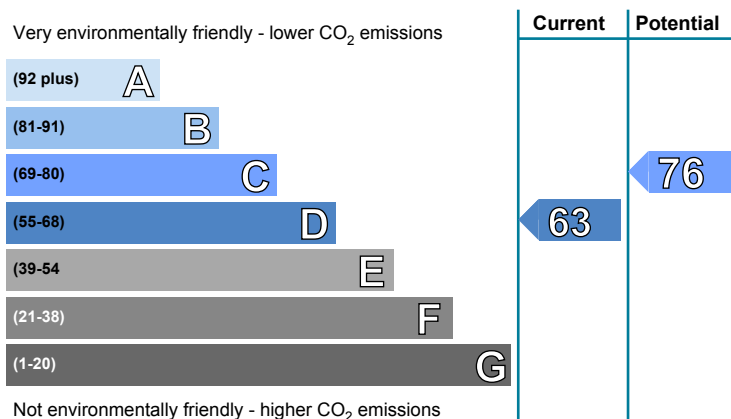 Current Potential
Very environmentally friendly - lower CO2 emissions
(92 plus) A
(81-91) B
(69-80) C 76
(55-68) D 63
(39-54 E
(21-38) F
(1-20) G
Not environmentally friendly - higher CO2 emissions